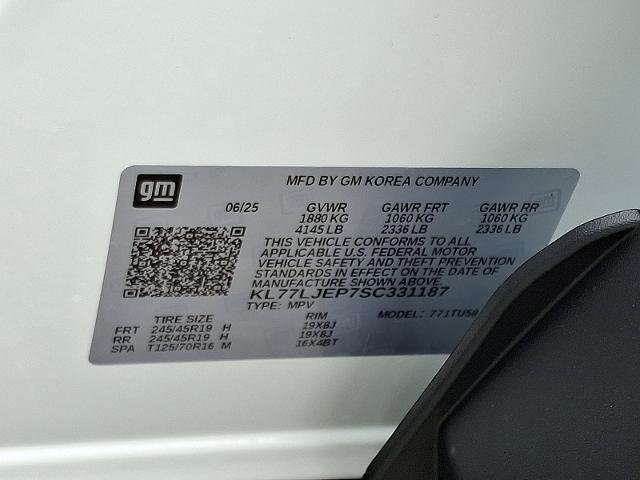 gm
MFD BY GM KOREA COMPANY
06/25 GVWR GAWR FRT GAWR RR
1880 KG 1060 KG 1060 KG
4145 LB 2336 LB 2336 LB
THIS VEHICLE CONFORMS TO ALL
APPLICABLE U.S. FEDERAL MOTOR
VEHICLE SAFETY AND THEFT PREVENTION
STANDARDS IN EFFECT ON THE DATE OF
MANUFACTURE SHOWN ABOVE.
KL77LJEP7SC331187
TYPE: MPV
TIRE SIZE RIM MODEL: 771TU58
FRT 245/45R19 H 19X8J
RR 245/45R19 H 19X8J
SPA T125/70R16 M 16X4BT